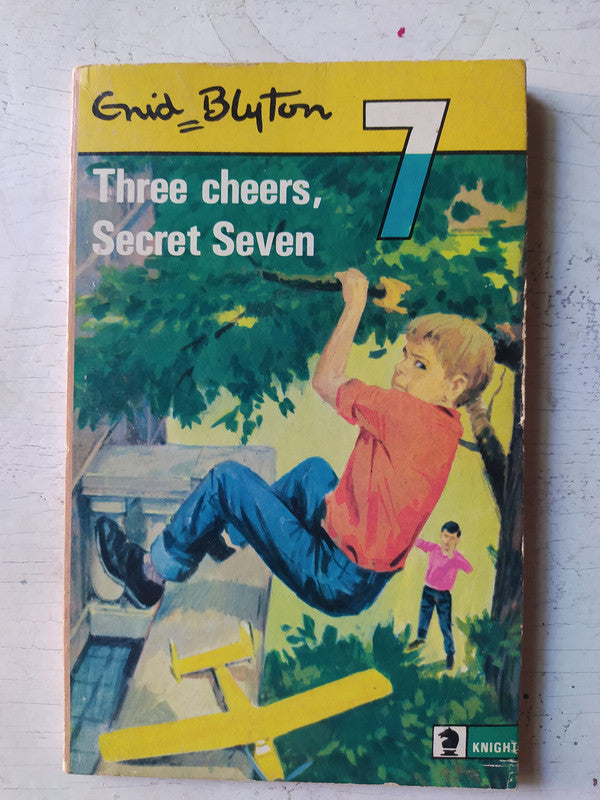 Enid Blyton
7
Three cheers,
Secret Seven
KNIGHT